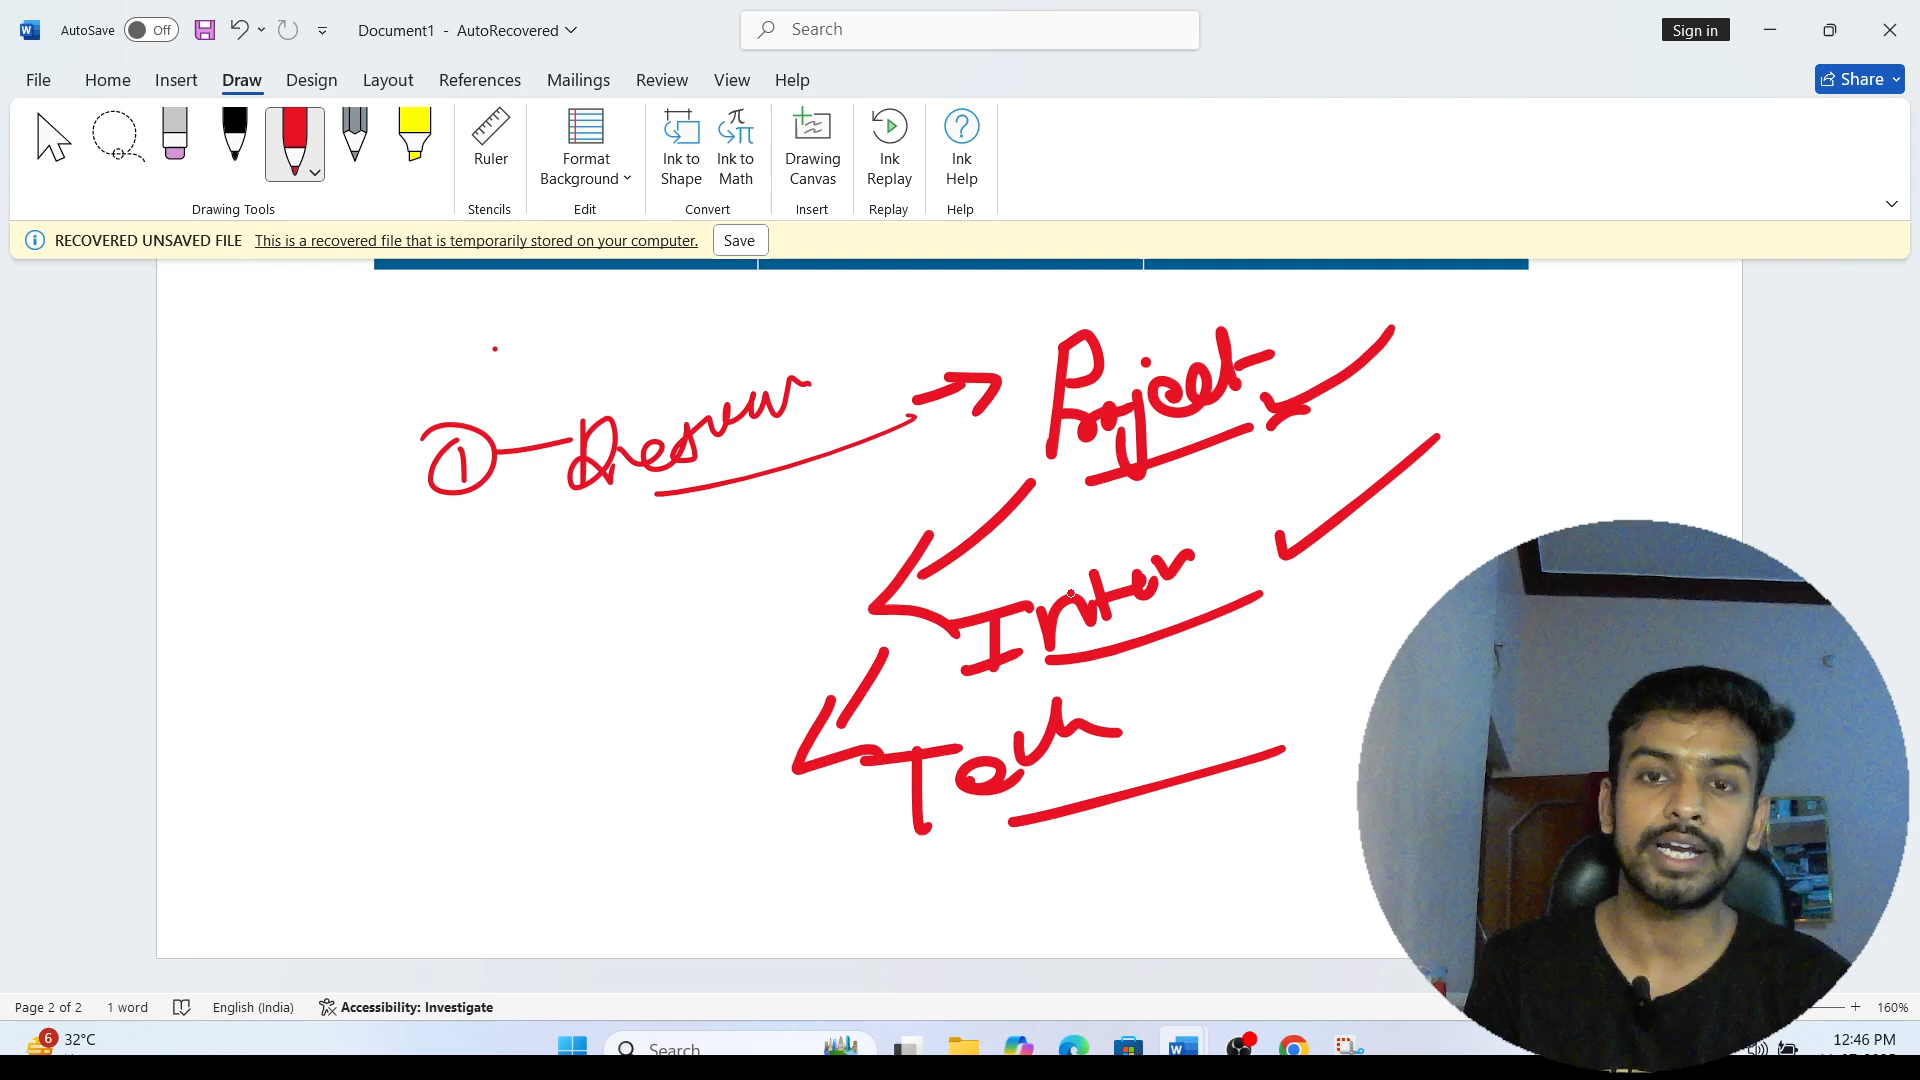 AutoSave Off Document1 - AutoRecovered Search Sign in
File Home Insert Draw Design Layout References Mailings Review View Help Share
Ruler Format Background Ink to Shape Ink to Math Drawing Canvas Ink Replay Ink Help
Drawing Tools Stencils Edit Convert Insert Replay Help
RECOVERED UNSAVED FILE This is a recovered file that is temporarily stored on your computer. Save
Project
1
Inter
Tech
Page 2 of 2 1 word English (India) Accessibility: Investigate 160%
6 32°C Search 12:46 PM